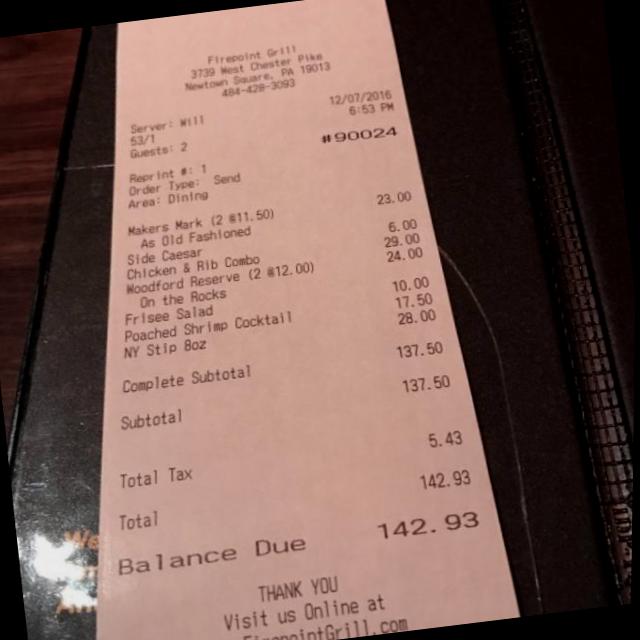 Firepoint Grill
3739 West Chester Pike
Newtown Square, PA 19013
484-428-3093
Server: Will 12/07/2016
53/1 6:53 PM
Guests: 2 #90024
Reprint #: 1
Order Type: Send
Area: Dining
Makers Mark (2 @11.50) 23.00
As Old Fashioned
Side Caesar 6.00
Chicken & Rib Combo 29.00
Woodford Reserve (2 @12.00) 24.00
On the Rocks
Frisee Salad 10.00
Poached Shrimp Cocktail 17.50
NY Stip 8oz 28.00
Complete Subtotal 137.50
Subtotal 137.50
Total Tax 5.43
Total 142.93
Balance Due 142.93
THANK YOU
Visit us Online at
FirepointGrill.com